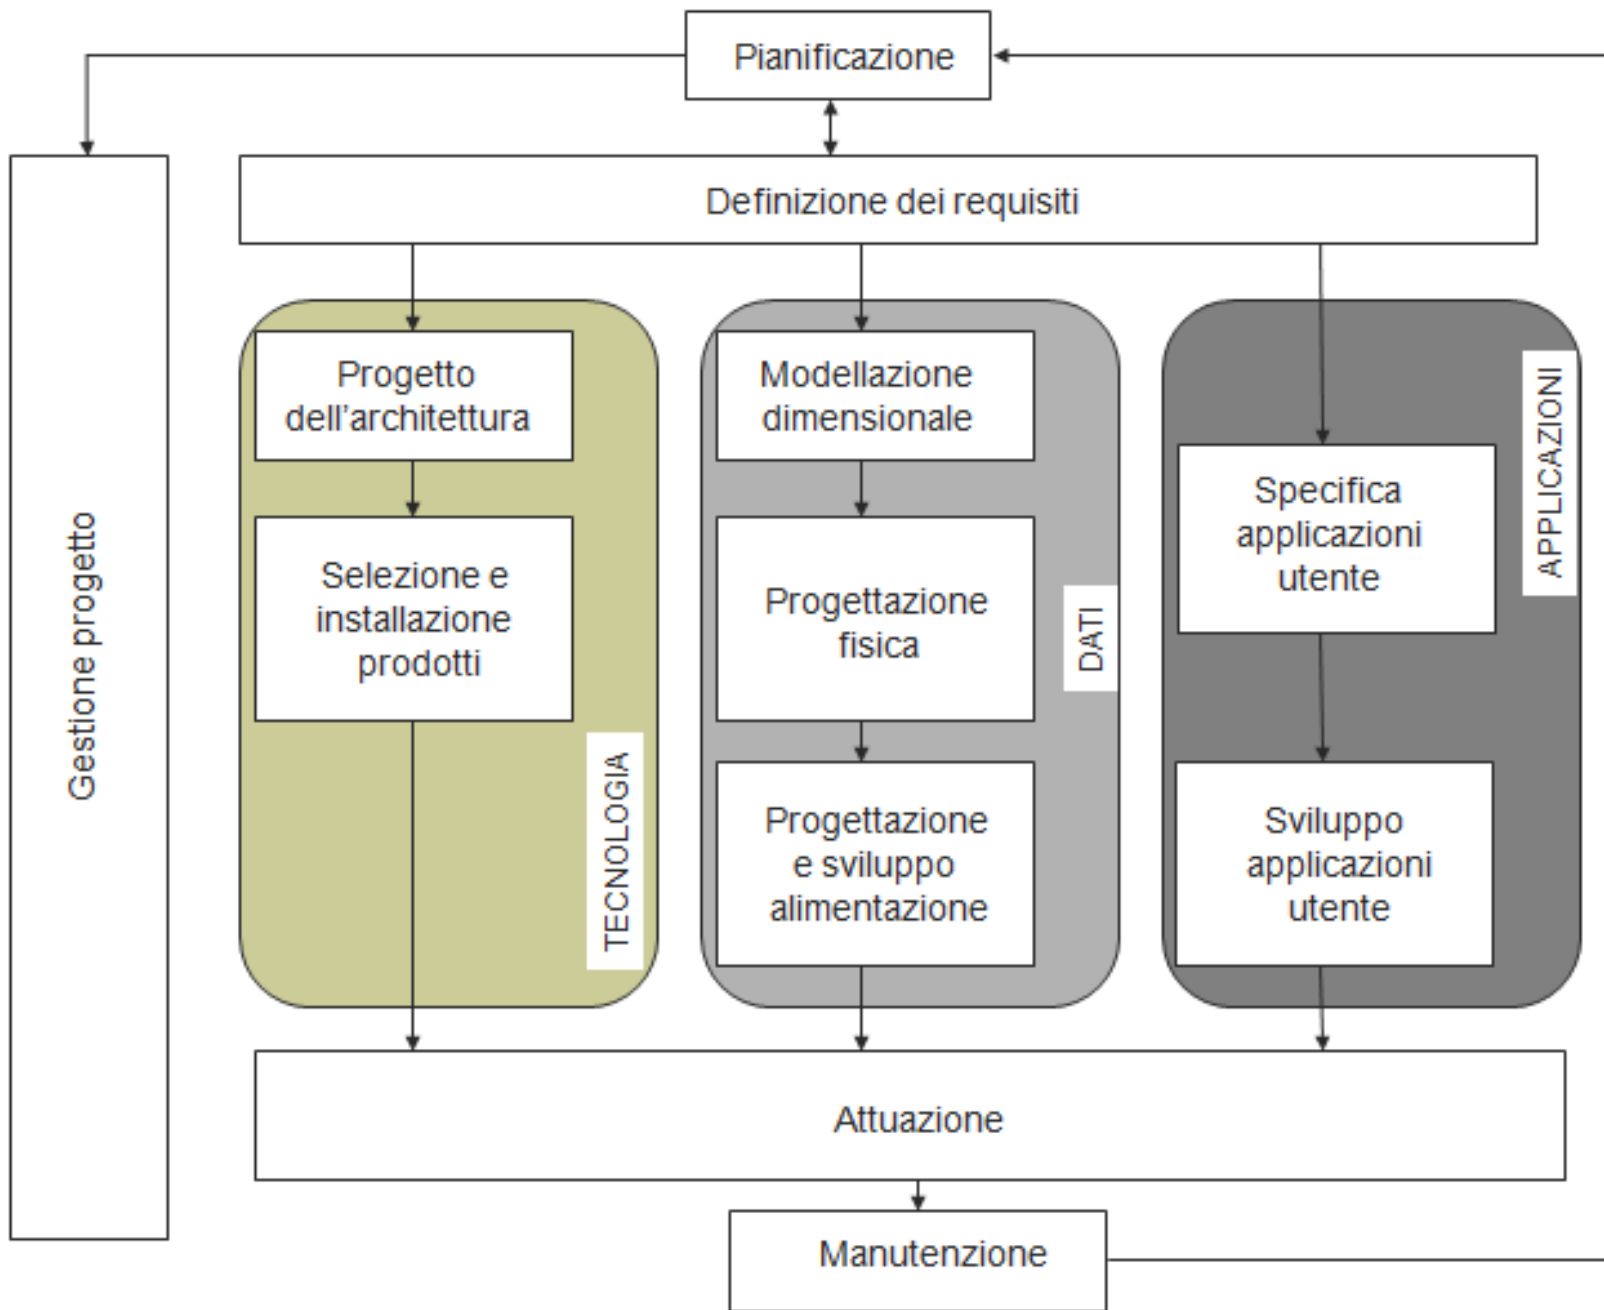 Pianificazione
Definizione dei requisiti
Gestione progetto
Progetto
dell'architettura
Selezione e
installazione
prodotti
TECNOLOGIA
Modellazione
dimensionale
Progettazione
fisica
Progettazione
e sviluppo
alimentazione
DATI
Specifica
applicazioni
utente
Sviluppo
applicazioni
utente
APPLICAZIONI
Attuazione
Manutenzione